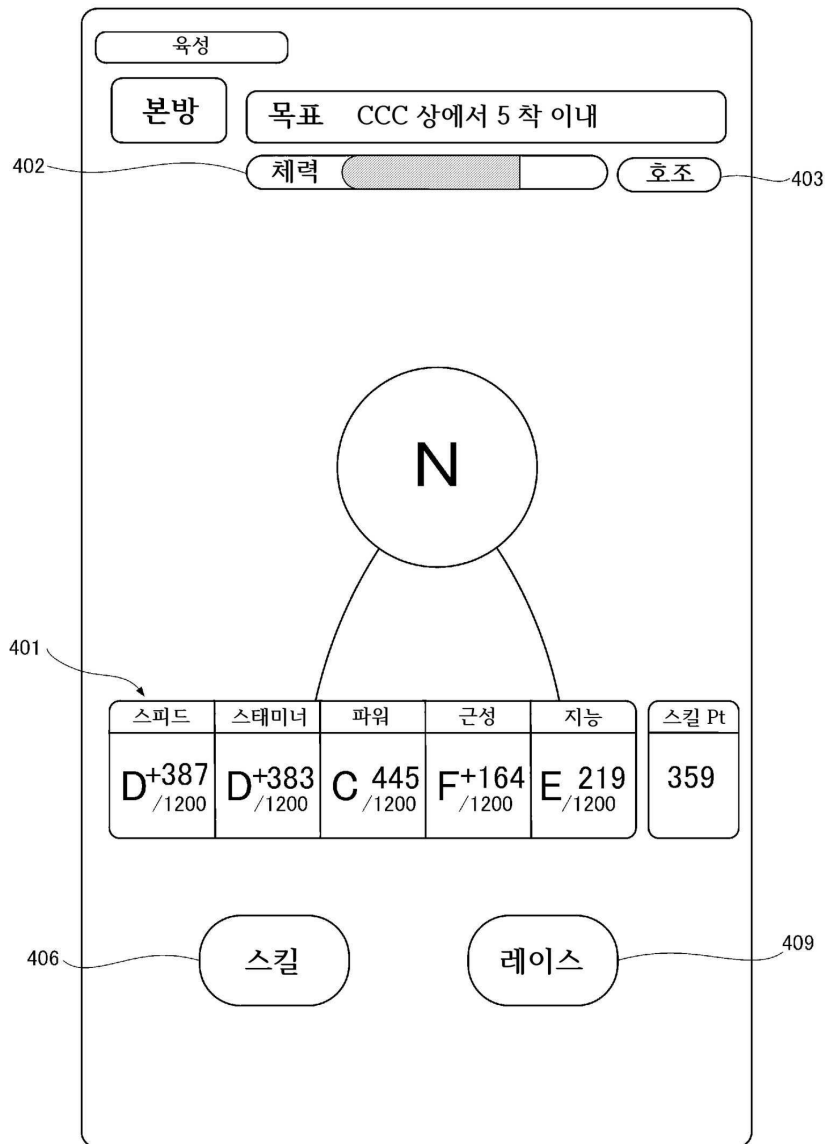 육성
본방
목표 CCC 상에서 5 착 이내
402 체력 호조 403
N
401
스피드 스태미너 파워 근성 지능 스킬 Pt
D+387 D+383 C 445 F+164 E 219 359
/1200 /1200 /1200 /1200 /1200
406 스킬 레이스 409